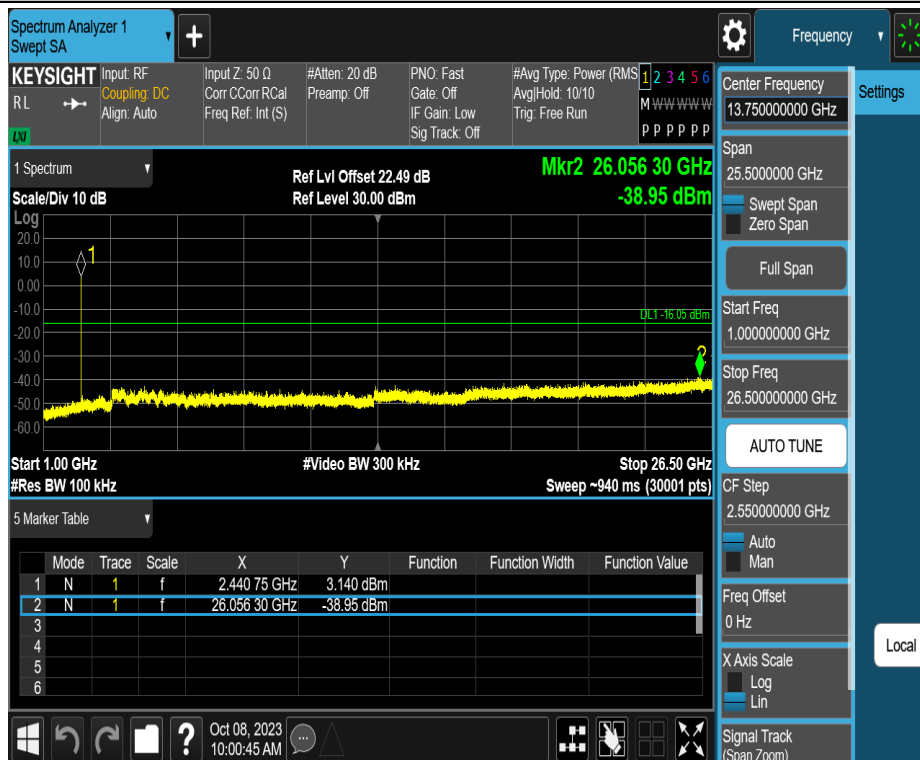 Spectrum Analyzer 1
Swept SA
+
Frequency
KEYSIGHT
RL
LXI
Input: RF
Coupling: DC
Align: Auto
Input Z: 50 Ω
Corr CCorr RCal
Freq Ref: Int (S)
#Atten: 20 dB
Preamp: Off
PNO: Fast
Gate: Off
IF Gain: Low
Sig Track: Off
#Avg Type: Power (RMS
Avg|Hold: 10/10
Trig: Free Run
1 2 3 4 5 6
M W W W W W
P P P P P P
Center Frequency
13.750000000 GHz
Settings
Span
25.5000000 GHz
Swept Span
Zero Span
Full Span
Start Freq
1.000000000 GHz
Stop Freq
26.500000000 GHz
AUTO TUNE
CF Step
2.550000000 GHz
Auto
Man
Freq Offset
0 Hz
X Axis Scale
Log
Lin
Signal Track
(Span Zoom)
Local
1 Spectrum
Scale/Div 10 dB
Ref Lvl Offset 22.49 dB
Ref Level 30.00 dBm
Mkr2 26.056 30 GHz
-38.95 dBm
Log
20.0
10.0
0.00
-10.0
-20.0
-30.0
-40.0
-50.0
-60.0
1
DL1 -16.05 dBm
2
Start 1.00 GHz
#Res BW 100 kHz
#Video BW 300 kHz
Stop 26.50 GHz
Sweep ~940 ms (30001 pts)
5 Marker Table
Mode Trace Scale X Y Function Function Width Function Value
1 N 1 f 2.440 75 GHz 3.140 dBm
2 N 1 f 26.056 30 GHz -38.95 dBm
3
4
5
6
?
Oct 08, 2023
10:00:45 AM